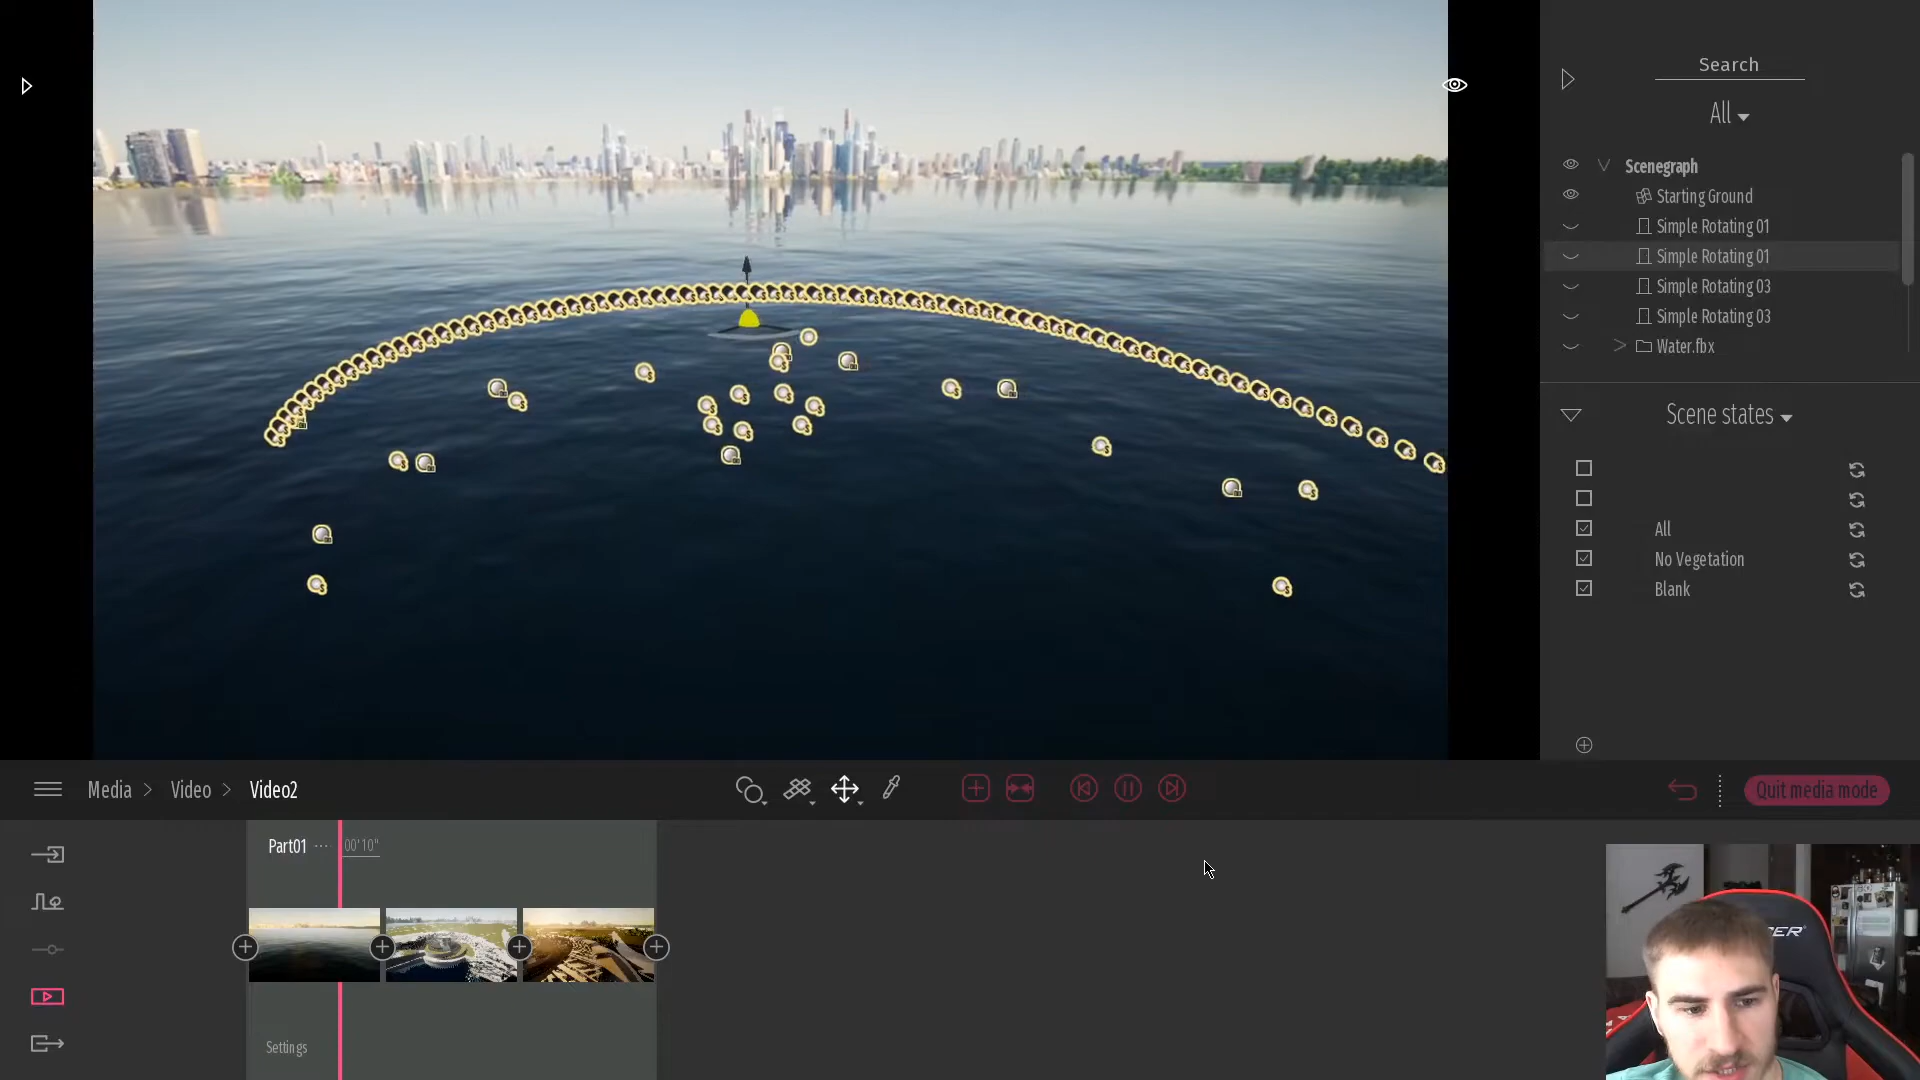 Search
All
Scenegraph
Starting Ground
Simple Rotating 01
Simple Rotating 01
Simple Rotating 03
Simple Rotating 03
Water.fbx
Scene states
All
No Vegetation
Blank
Media > Video > Video2
Quit media mode
Part01 ···· 00'10"
Settings